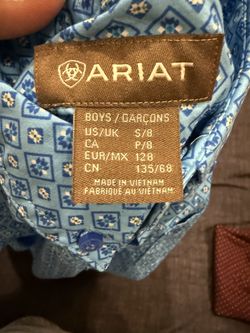 ARIAT
BOYS / GARÇONS
US/UK S/8
CA P/8
EUR/MX 128
CN 135/68
MADE IN VIETNAM
FABRIQUÉ AU VIETNAM